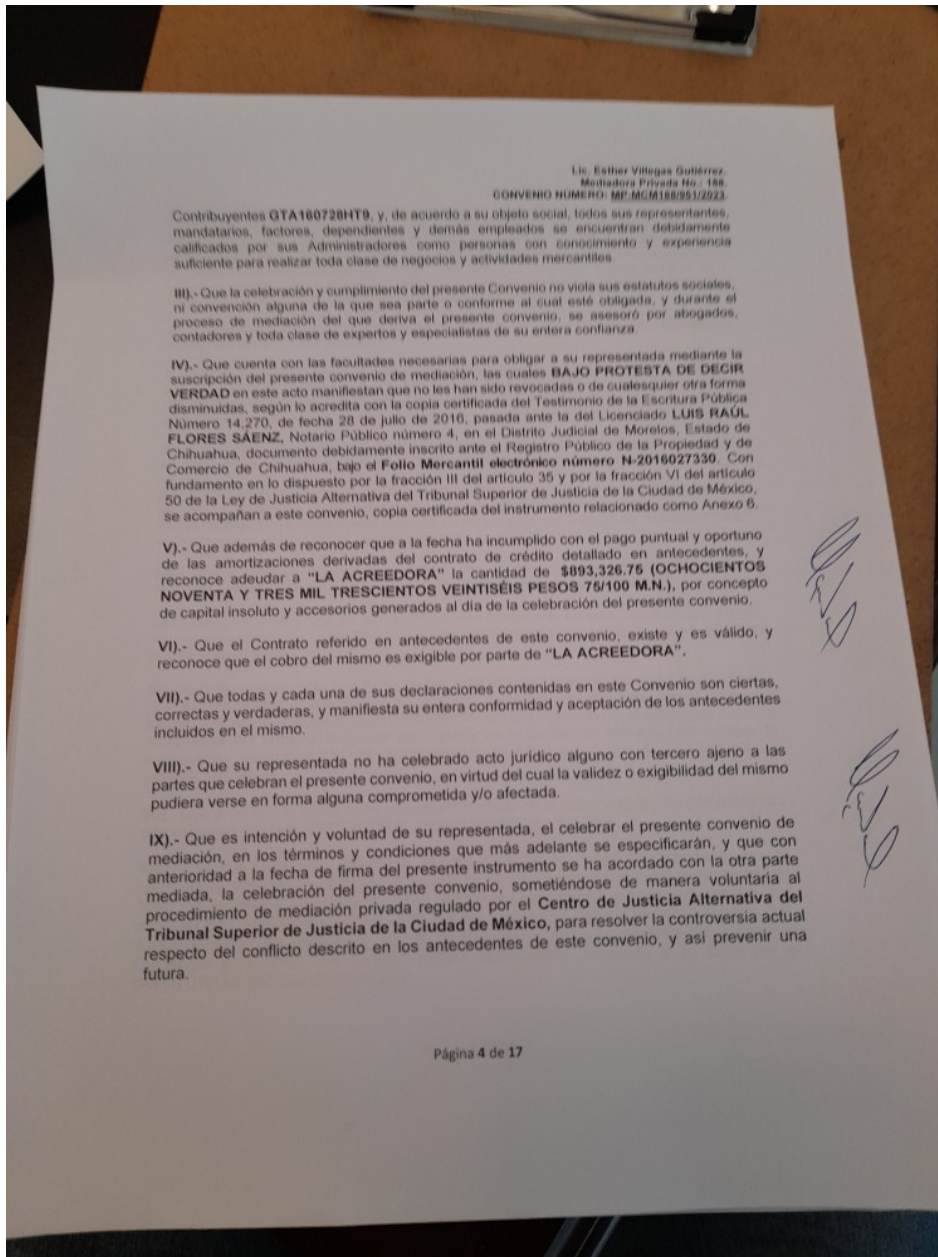 Lic. Esther Villegas Gutiérrez.
Mediadora Privada No.: 188.
CONVENIO NÚMERO: MP-MCM188/951/2023.
Contribuyentes GTA160728HT9, y, de acuerdo a su objeto social, todos sus representantes,
mandatarios, factores, dependientes y demás empleados se encuentran debidamente
calificados por sus Administradores como personas con conocimiento y experiencia
suficiente para realizar toda clase de negocios y actividades mercantiles.
III).- Que la celebración y cumplimiento del presente Convenio no viola sus estatutos sociales,
ni convención alguna de la que sea parte o conforme al cual esté obligada, y durante el
proceso de mediación del que deriva el presente convenio, se asesoró por abogados,
contadores y toda clase de expertos y especialistas de su entera confianza.
IV).- Que cuenta con las facultades necesarias para obligar a su representada mediante la
suscripción del presente convenio de mediación, las cuales BAJO PROTESTA DE DECIR
VERDAD en este acto manifiestan que no les han sido revocadas o de cualesquier otra forma
disminuidas, según lo acredita con la copia certificada del Testimonio de la Escritura Pública
Número 14,270, de fecha 28 de julio de 2016, pasada ante la del Licenciado LUIS RAÚL
FLORES SÁENZ, Notario Público número 4, en el Distrito Judicial de Morelos, Estado de
Chihuahua, documento debidamente inscrito ante el Registro Público de la Propiedad y de
Comercio de Chihuahua, bajo el Folio Mercantil electrónico número N-2016027330. Con
fundamento en lo dispuesto por la fracción III del artículo 35 y por la fracción VI del artículo
50 de la Ley de Justicia Alternativa del Tribunal Superior de Justicia de la Ciudad de México,
se acompañan a este convenio, copia certificada del instrumento relacionado como Anexo 6.
V).- Que además de reconocer que a la fecha ha incumplido con el pago puntual y oportuno
de las amortizaciones derivadas del contrato de crédito detallado en antecedentes, y
reconoce adeudar a “LA ACREEDORA” la cantidad de $893,326.75 (OCHOCIENTOS
NOVENTA Y TRES MIL TRESCIENTOS VEINTISÉIS PESOS 75/100 M.N.), por concepto
de capital insoluto y accesorios generados al día de la celebración del presente convenio.
VI).- Que el Contrato referido en antecedentes de este convenio, existe y es válido, y
reconoce que el cobro del mismo es exigible por parte de “LA ACREEDORA”.
VII).- Que todas y cada una de sus declaraciones contenidas en este Convenio son ciertas,
correctas y verdaderas, y manifiesta su entera conformidad y aceptación de los antecedentes
incluidos en el mismo.
VIII).- Que su representada no ha celebrado acto jurídico alguno con tercero ajeno a las
partes que celebran el presente convenio, en virtud del cual la validez o exigibilidad del mismo
pudiera verse en forma alguna comprometida y/o afectada.
IX).- Que es intención y voluntad de su representada, el celebrar el presente convenio de
mediación, en los términos y condiciones que más adelante se especificarán, y que con
anterioridad a la fecha de firma del presente instrumento se ha acordado con la otra parte
mediada, la celebración del presente convenio, sometiéndose de manera voluntaria al
procedimiento de mediación privada regulado por el Centro de Justicia Alternativa del
Tribunal Superior de Justicia de la Ciudad de México, para resolver la controversia actual
respecto del conflicto descrito en los antecedentes de este convenio, y así prevenir una
futura.
Página 4 de 17